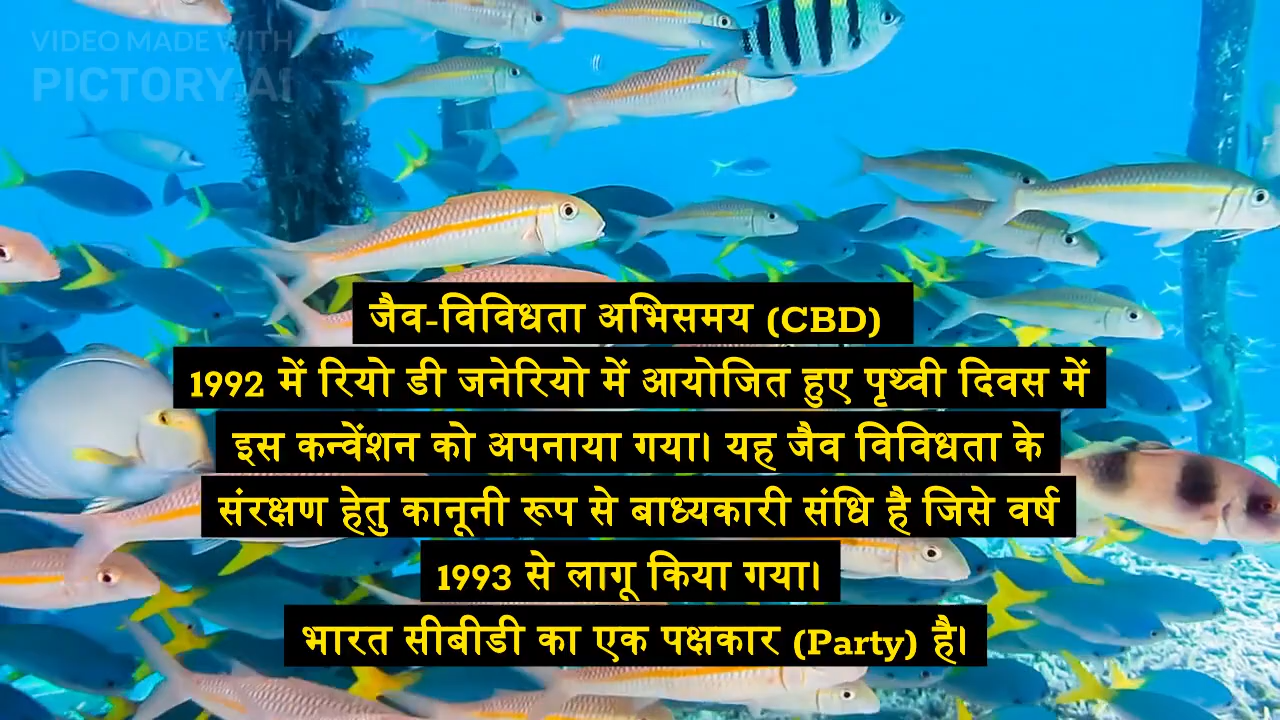 VIDEO MADE WITH
PICTORY.AI
जैव-विविधता अभिसमय (CBD)
1992 में रियो डी जनेरियो में आयोजित हुए पृथ्वी दिवस में
इस कन्वेंशन को अपनाया गया। यह जैव विविधता के
संरक्षण हेतु कानूनी रूप से बाध्यकारी संधि है जिसे वर्ष
1993 से लागू किया गया।
भारत सीबीडी का एक पक्षकार (Party) है।